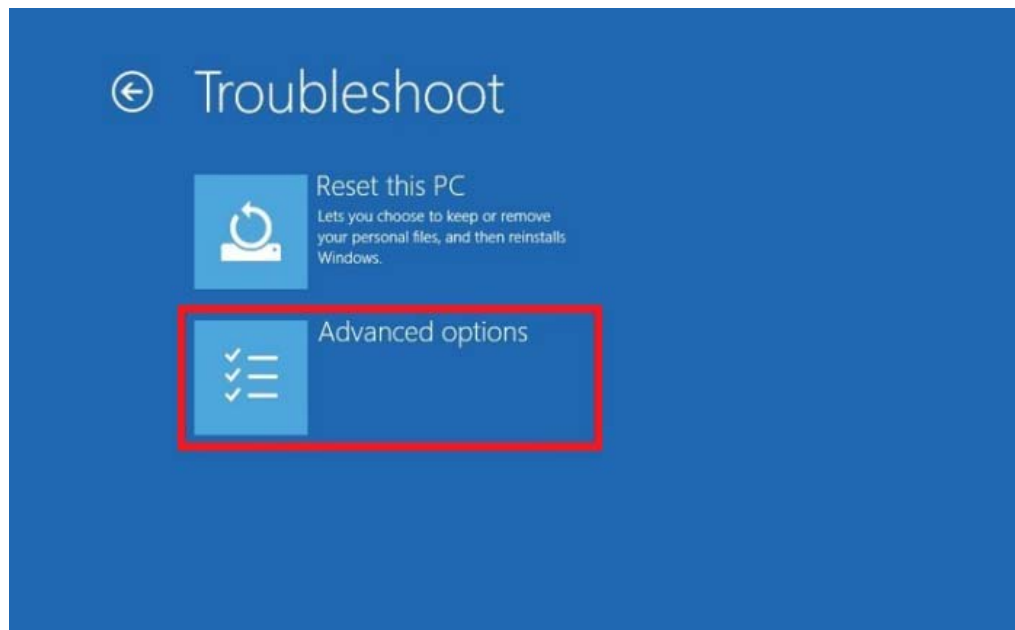 Troubleshoot
Reset this PC
Lets you choose to keep or remove
your personal files, and then reinstalls
Windows.
Advanced options